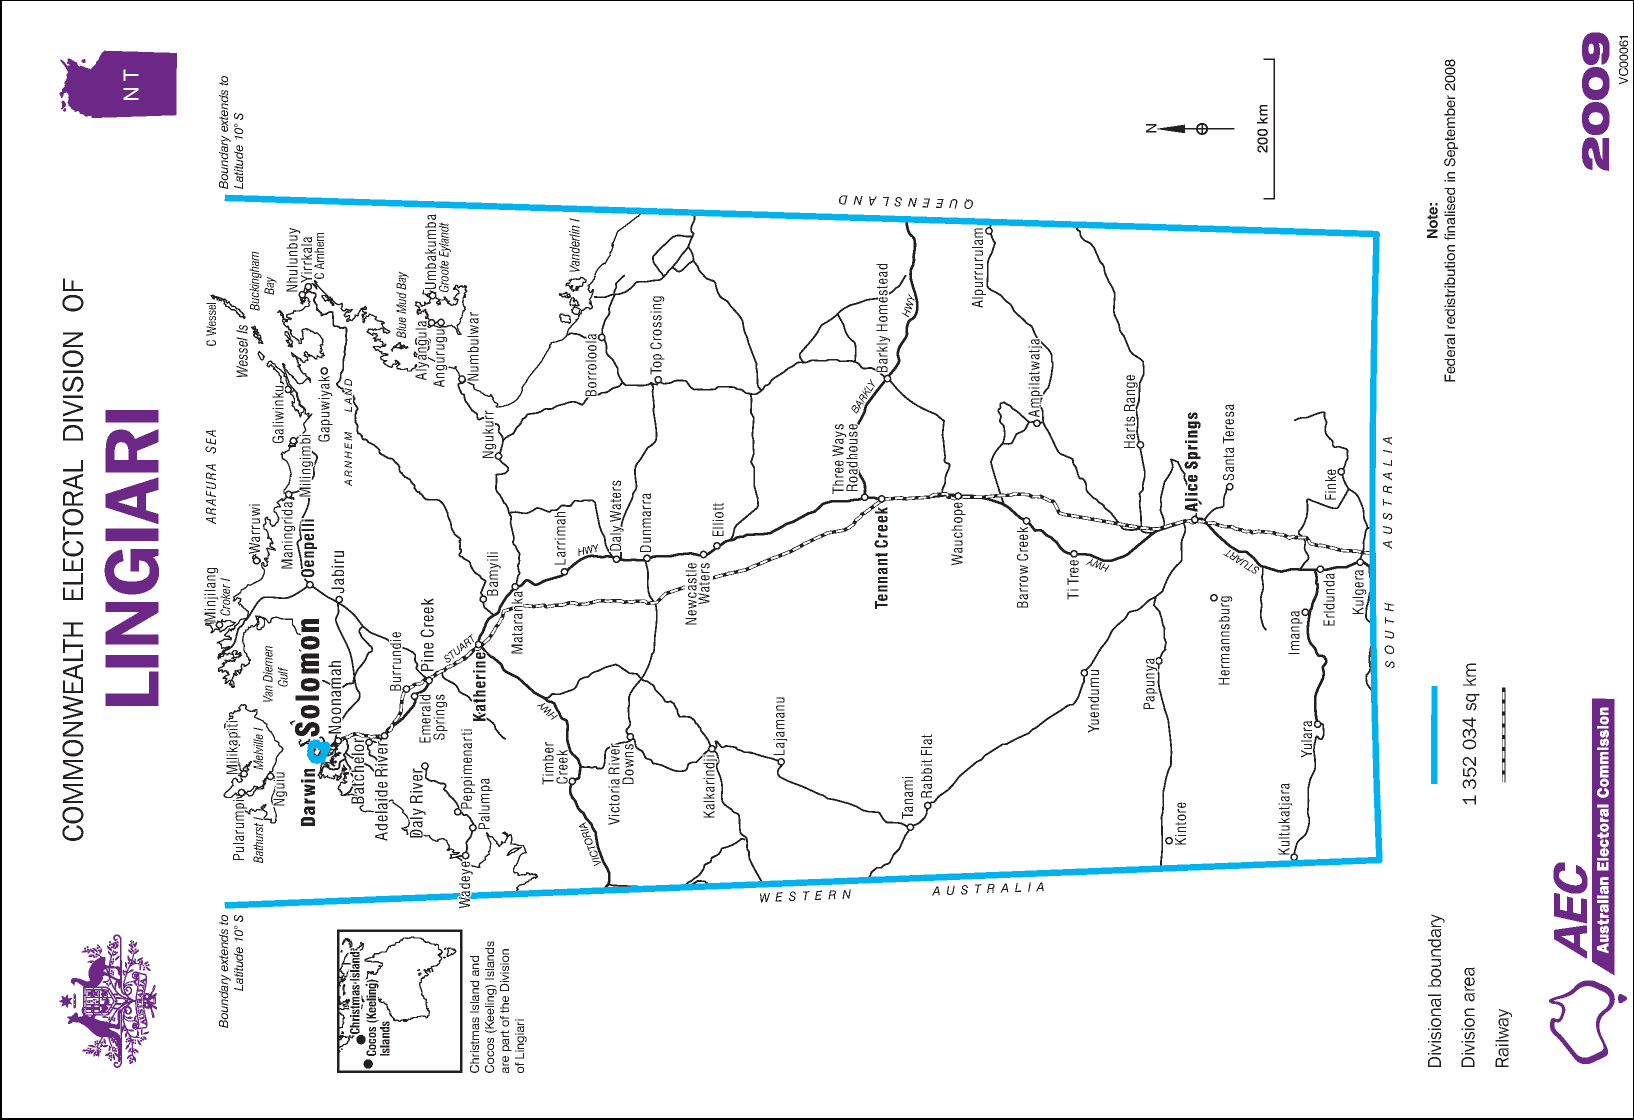 COMMONWEALTH ELECTORAL DIVISION OF
LINGIARI
N T
Boundary extends to
Latitude 10° S
Boundary extends to
Latitude 10° S
ARAFURA SEA
C Wessel
Wessel Is
Buckingham
Bay
Nhulunbuy
Yirrkala
C Arnhem
Minjilang
Croker I
Warruwi
Maningrida
Milingimbi
Galiwinku
Gapuwiyak
ARNHEM LAND
Blue Mud Bay
Umbakumba
Groote Eylandt
Alyangula
Angurugu
Numbulwar
Vanderlin I
Pularumpi
Bathurst I
Milikapiti
Melville I
Nguiu
Van Diemen
Gulf
Darwin
Solomon
Noonamah
Oenpelli
Jabiru
Batchelor
Adelaide River
Burrundie
Pine Creek
Emerald
Springs
Daly River
Peppimenarti
Palumpa
Wadeye
STUART
Katherine
Bamyili
Mataranka
Ngukurr
Borroloola
Top Crossing
Larrimah
HWY
Daly Waters
Dunmarra
Newcastle
Waters
Elliott
HWY
VICTORIA
Timber
Creek
Victoria River
Downs
Kalkarindji
Lajamanu
Three Ways
Roadhouse
BARKLY
Barkly Homestead
HWY
QUEENSLAND
Tennant Creek
Wauchope
Alpurrurulam
Ampilatwatja
Tanami
Rabbit Flat
Barrow Creek
Ti Tree
HWY
Harts Range
Yuendumu
Papunya
Kintore
Alice Springs
Santa Teresa
Hermannsburg
STUART
Finke
Imanpa
Erldunda
Kulgera
Yulara
Kultukatjara
WESTERN AUSTRALIA
SOUTH AUSTRALIA
N
200 km
Christmas Island
Cocos (Keeling)
Islands
Christmas Island and
Cocos (Keeling) Islands
are part of the Division
of Lingiari
Divisional boundary
Division area 1 352 034 sq km
Railway
Note:
Federal redistribution finalised in September 2008
AEC
Australian Electoral Commission
2009
VC00061